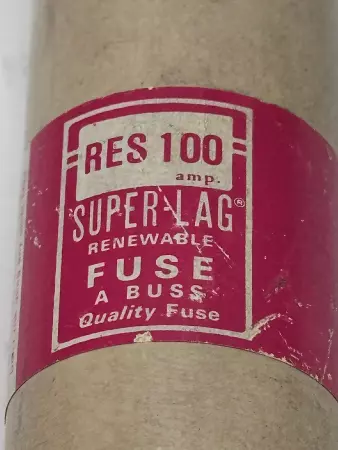 RES 100
amp.
SUPER-LAG®
RENEWABLE
FUSE
A BUSS
Quality Fuse